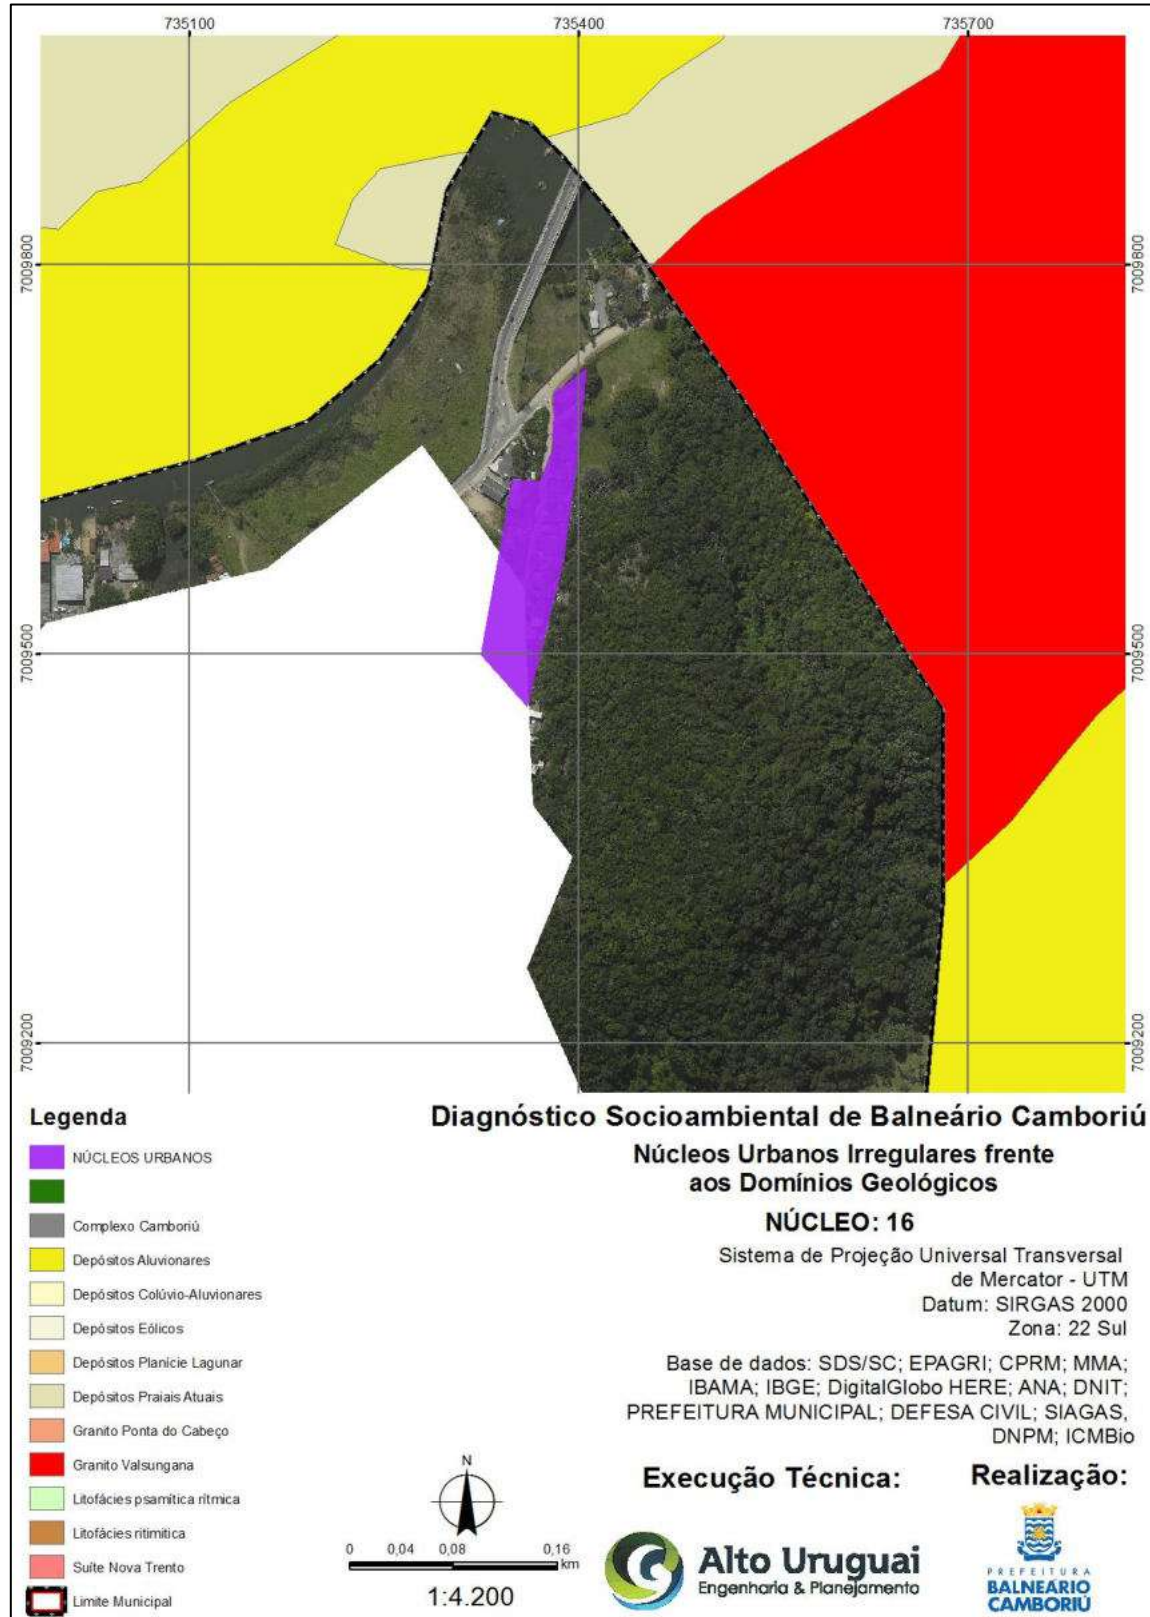 735100
735400
735700
7009800
7009800
7009500
7009500
7009200
7009200
Legenda
NÚCLEOS URBANOS
Complexo Camboriú
Depósitos Aluvionares
Depósitos Colúvio-Aluvionares
Depósitos Eólicos
Depósitos Planície Lagunar
Depósitos Praiais Atuais
Granito Ponta do Cabeço
Granito Valsungana
Litofácies psamítica rítmica
Litofácies ritimitica
Suíte Nova Trento
Limite Municipal
N
0 0,04 0,08 0,16
km
1:4.200
Diagnóstico Socioambiental de Balneário Camboriú
Núcleos Urbanos Irregulares frente
aos Domínios Geológicos
NÚCLEO: 16
Sistema de Projeção Universal Transversal
de Mercator - UTM
Datum: SIRGAS 2000
Zona: 22 Sul
Base de dados: SDS/SC; EPAGRI; CPRM; MMA;
IBAMA; IBGE; DigitalGlobo HERE; ANA; DNIT;
PREFEITURA MUNICIPAL; DEFESA CIVIL; SIAGAS,
DNPM; ICMBio
Execução Técnica:
Alto Uruguai
Engenharia & Planejamento
Realização:
PREFEITURA
BALNEÁRIO
CAMBORIÚ